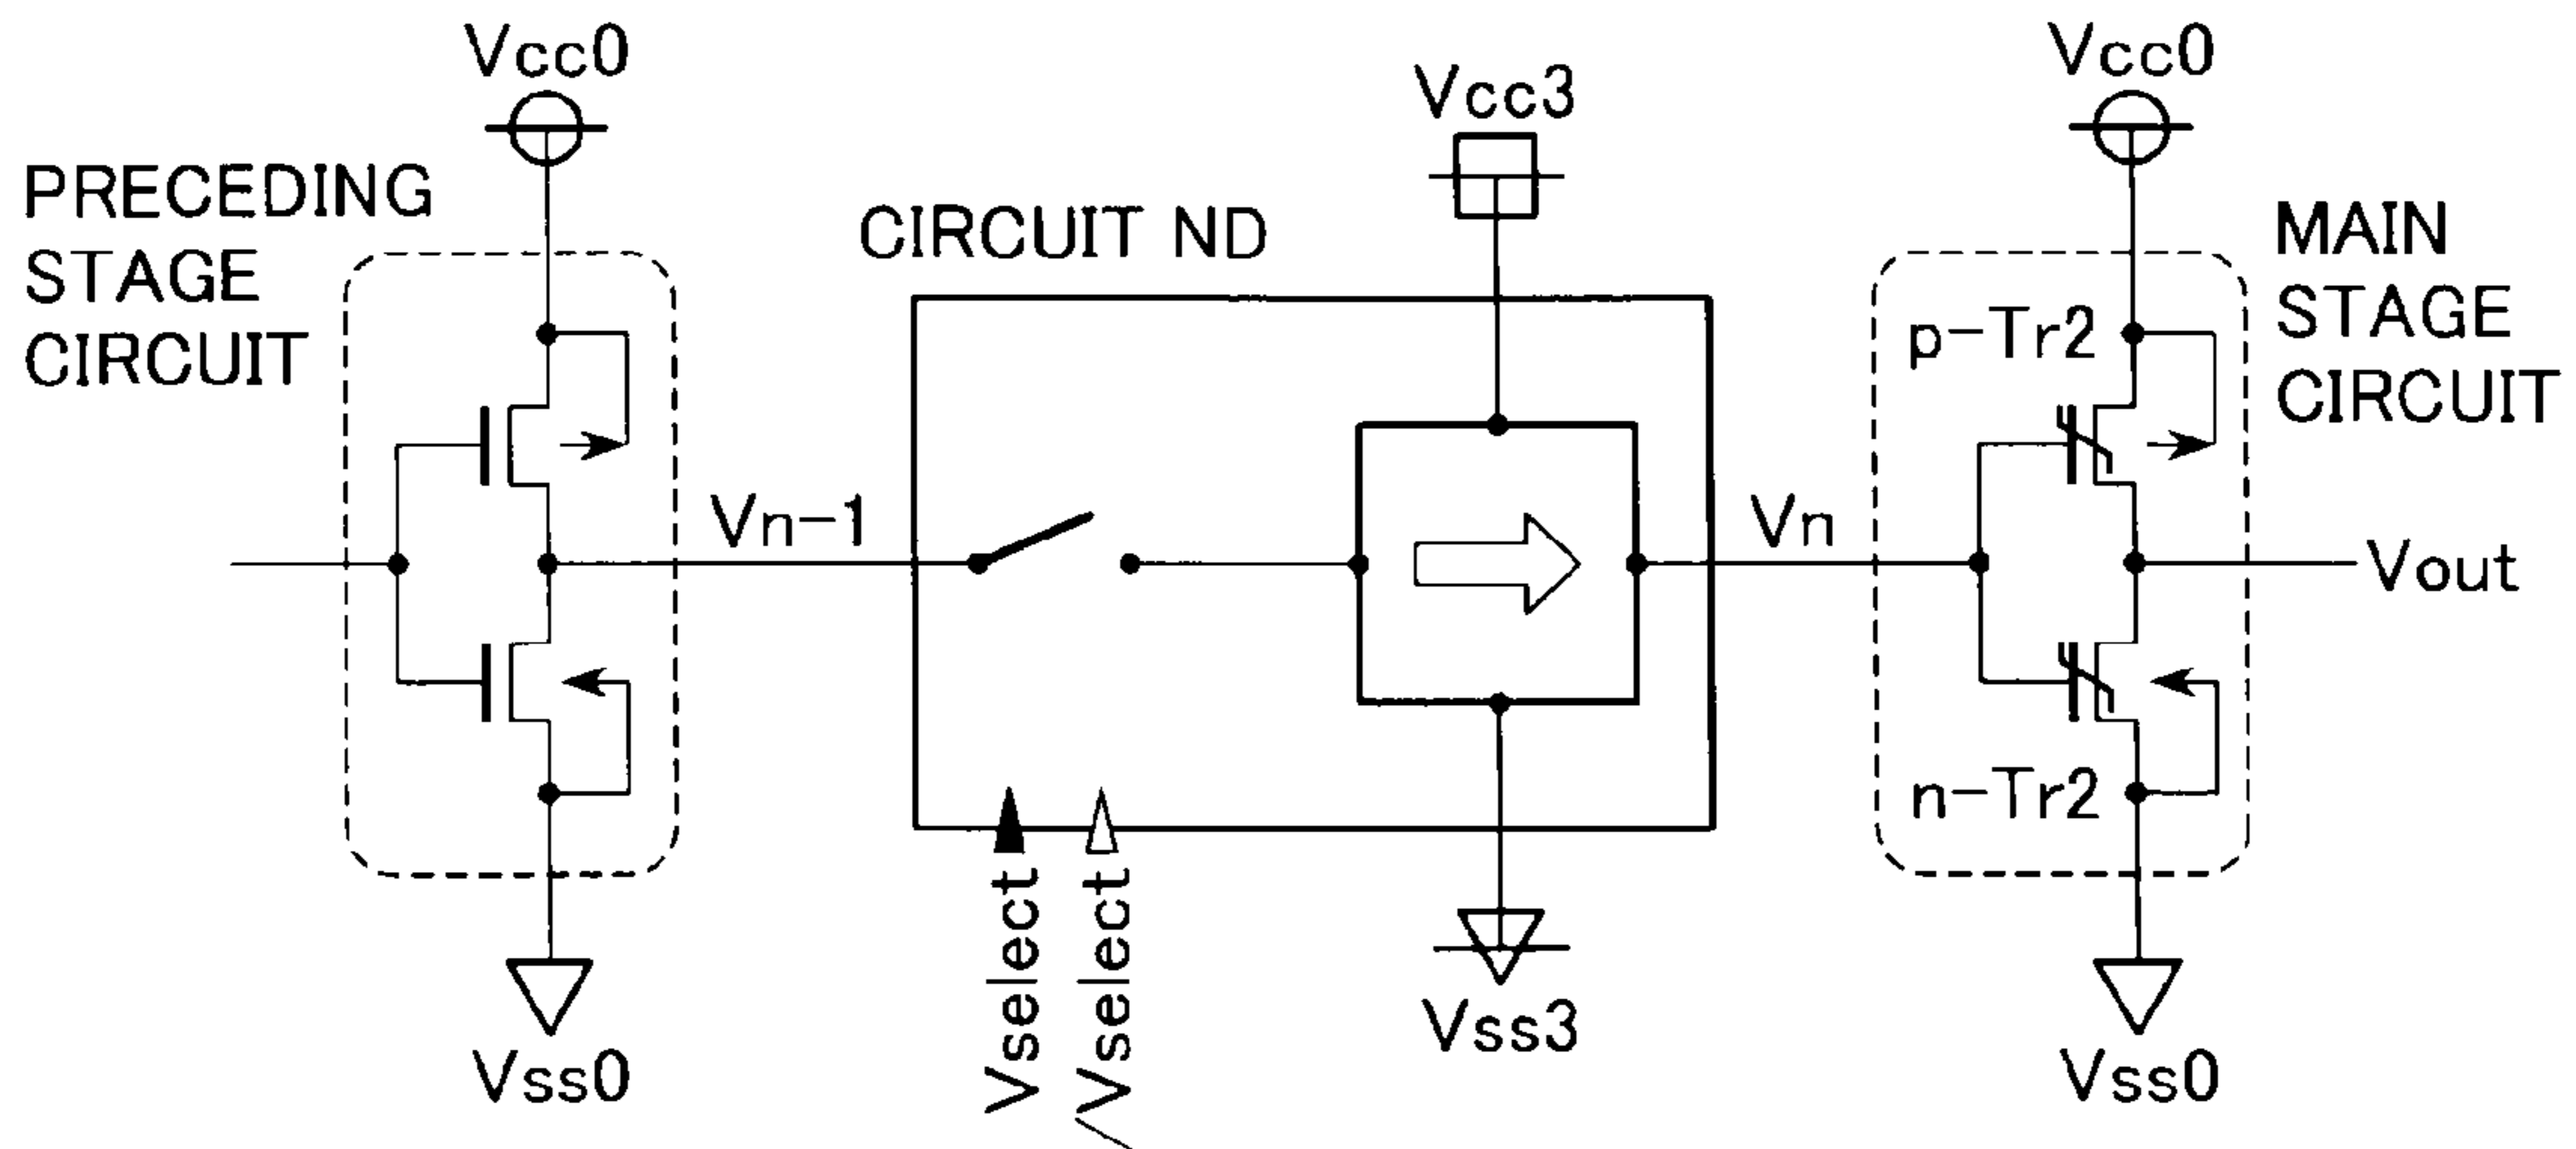 Vcc0
PRECEDING
STAGE
CIRCUIT
Vss0
Vn-1
CIRCUIT ND
Vcc3
Vselect
/Vselect
Vss3
Vn
Vcc0
MAIN
STAGE
CIRCUIT
p-Tr2
n-Tr2
Vout
Vss0